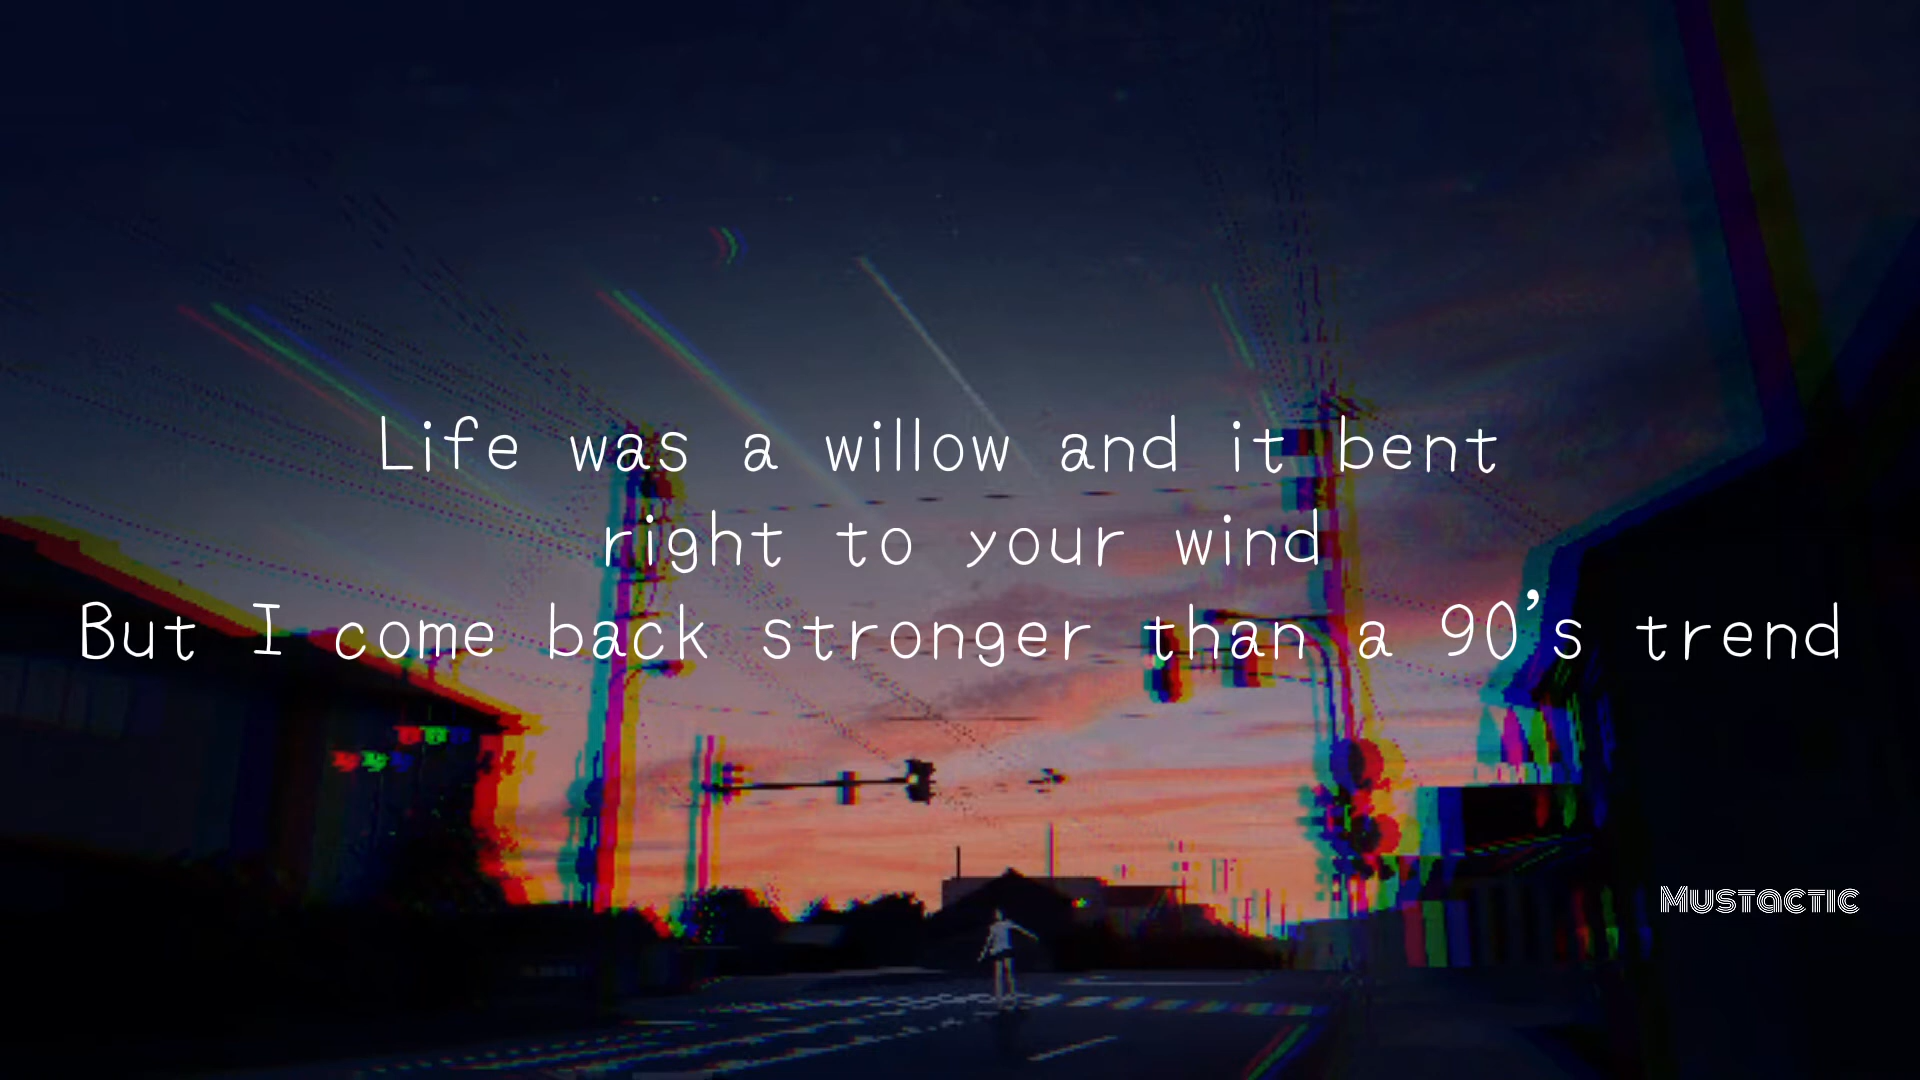 Life was a willow and it bent
right to your wind
But I come back stronger than a 90's trend
Mustactic